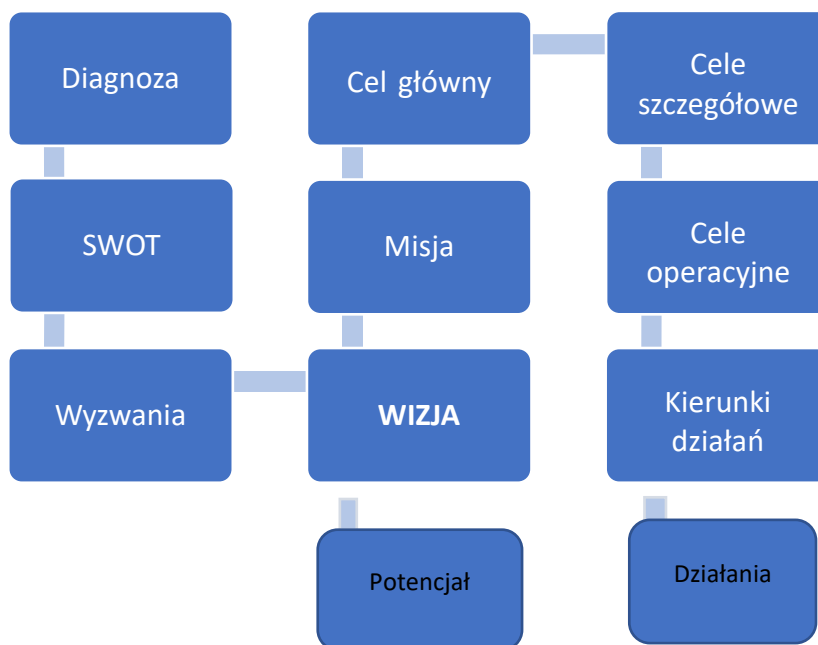 Diagnoza
SWOT
Wyzwania
WIZJA
Potencjał
Misja
Cel główny
Cele
szczegółowe
Cele
operacyjne
Kierunki
działań
Działania